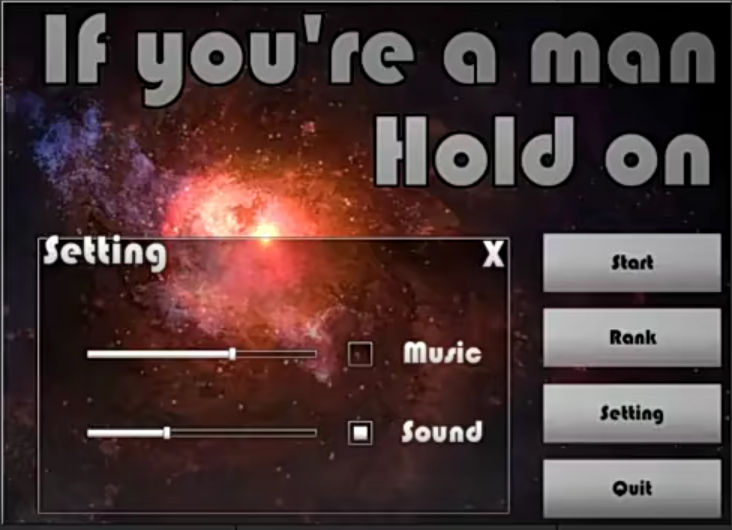 If you're a man
Hold on
Setting
X
Music
Sound
Start
Rank
Setting
Quit